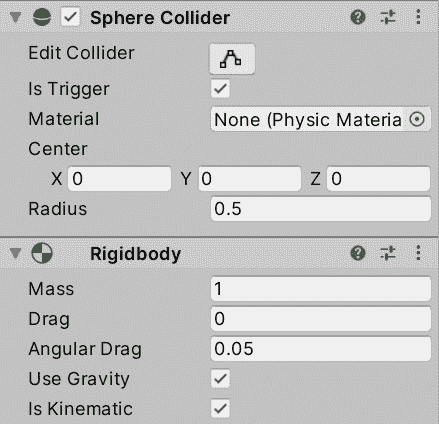 Sphere Collider
Edit Collider
Is Trigger
Material None (Physic Materia
Center
X 0 Y 0 Z 0
Radius 0.5
Rigidbody
Mass 1
Drag 0
Angular Drag 0.05
Use Gravity
Is Kinematic